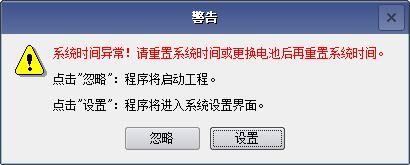 警告
系统时间异常！请重置系统时间或更换电池后再重置系统时间。
点击"忽略"：程序将启动工程。
点击"设置"：程序将进入系统设置界面。
忽略
设置